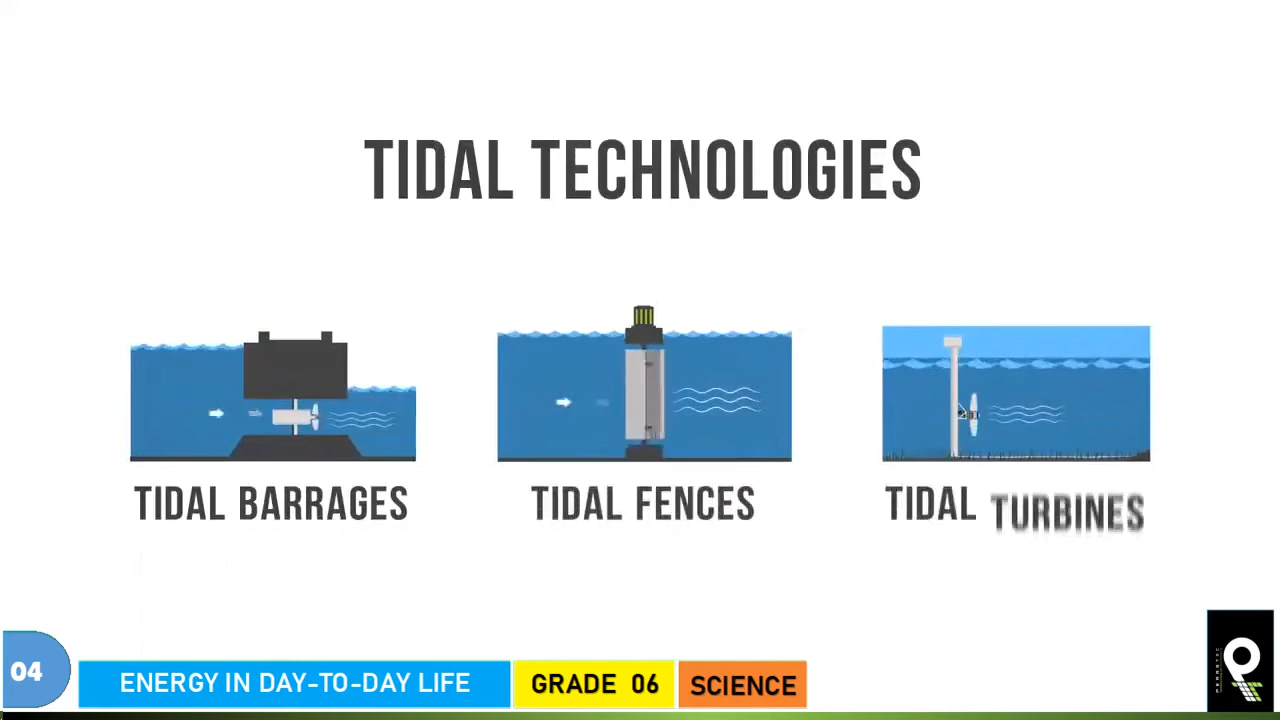 TIDAL TECHNOLOGIES
TIDAL BARRAGES
TIDAL FENCES
TIDAL TURBINES
04
ENERGY IN DAY-TO-DAY LIFE
GRADE 06
SCIENCE